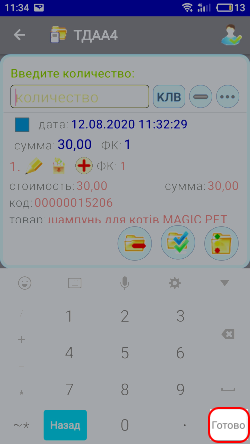 11:34 13
ТДАА4
Введите количество:
количество КЛВ
дата: 12.08.2020 11:32:29
сумма: 30,00 ФК: 1
1. ФК: 1
стоимость:30,00 сумма: 30,00
код:00000015206
товар шампунь для котів MAGIC PET
1 2 3
4 5 6
7 8 9
~* Назад 0 . Готово